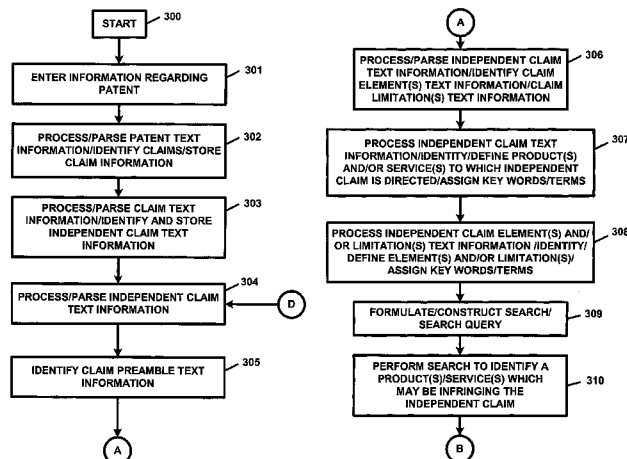 START
300
ENTER INFORMATION REGARDING
PATENT
301
PROCESS/PARSE PATENT TEXT
INFORMATION/IDENTIFY CLAIMS/STORE
CLAIM INFORMATION
302
PROCESS/PARSE CLAIM TEXT
INFORMATION/IDENTIFY AND STORE
INDEPENDENT CLAIM TEXT
INFORMATION
303
PROCESS/PARSE INDEPENDENT CLAIM
TEXT INFORMATION
304
D
IDENTIFY CLAIM PREAMBLE TEXT
INFORMATION
305
A
A
PROCESS/PARSE INDEPENDENT CLAIM
TEXT INFORMATION/IDENTIFY CLAIM
ELEMENT(S) TEXT INFORMATION/CLAIM
LIMITATION(S) TEXT INFORMATION
306
PROCESS INDEPENDENT CLAIM TEXT
INFORMATION/IDENTITY/DEFINE PRODUCT(S)
AND/OR SERVICE(S) TO WHICH INDEPENDENT
CLAIM IS DIRECTED/ASSIGN KEY WORDS/TERMS
307
PROCESS INDEPENDENT CLAIM ELEMENT(S) AND/
OR LIMITATION(S) TEXT INFORMATION /IDENTITY/
DEFINE ELEMENT(S) AND/OR LIMITATION(S)/
ASSIGN KEY WORDS/TERMS
308
FORMULATE/CONSTRUCT SEARCH/
SEARCH QUERY
309
PERFORM SEARCH TO IDENTIFY A
PRODUCT(S)/SERVICE(S) WHICH
MAY BE INFRINGING THE
INDEPENDENT CLAIM
310
B